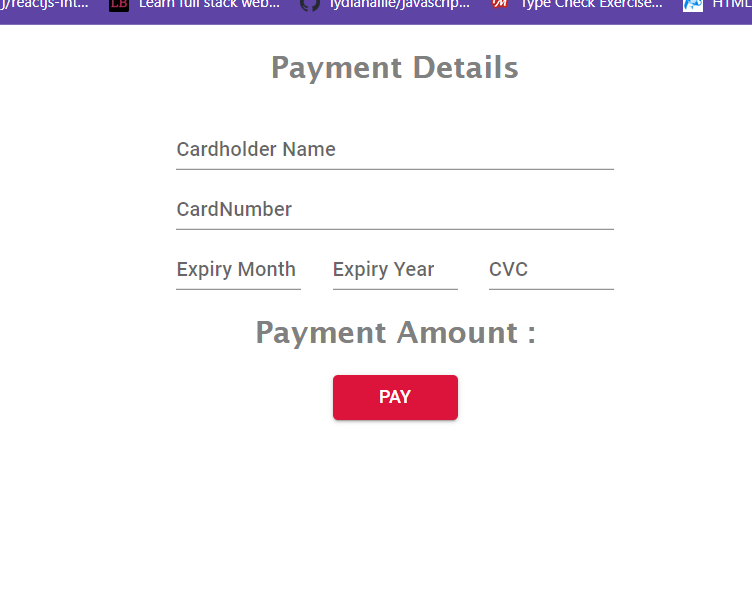 J/reactjs-int... LB Learn full stack web... lydiahallie/javascrip... Type Check Exercise... HTML
Payment Details
Cardholder Name
CardNumber
Expiry Month Expiry Year CVC
Payment Amount :
PAY